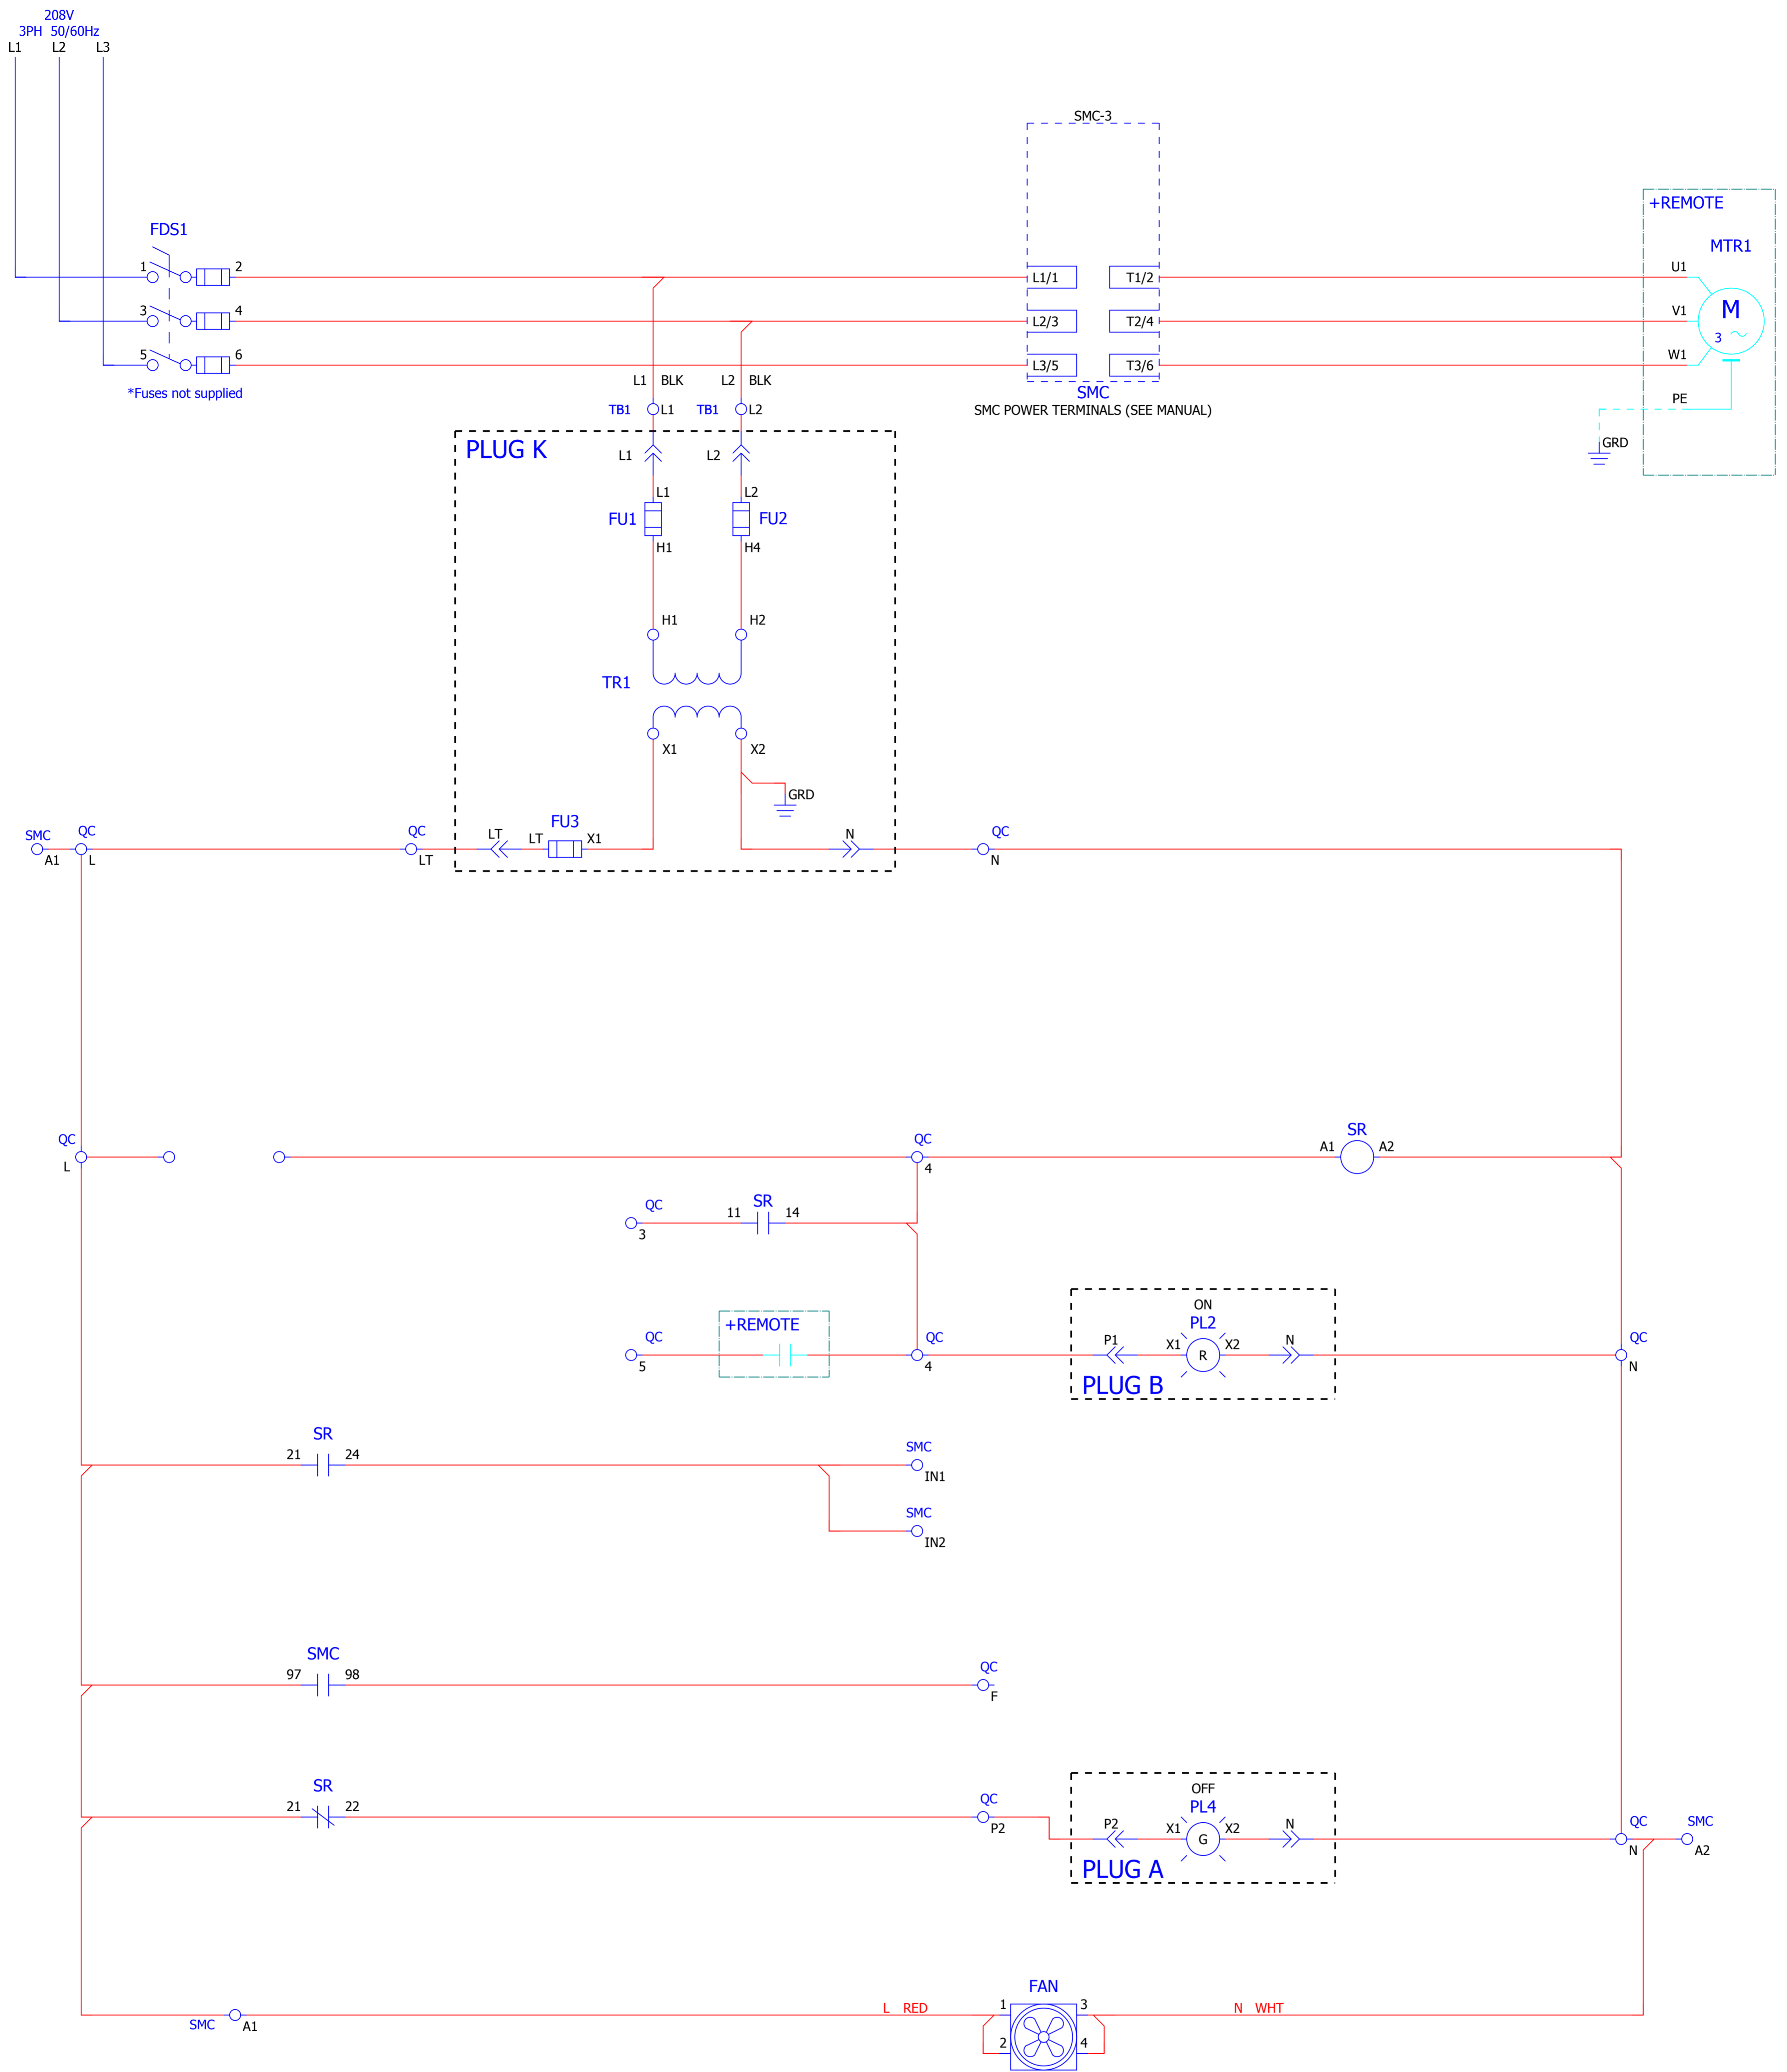 208V
3PH 50/60Hz
L1 L2 L3
SMC-3
+REMOTE
FDS1
MTR1
1 2 L1/1 T1/2 U1
3 4 L2/3 T2/4 V1
M
3
5 6 L3/5 T3/6 W1
*Fuses not supplied
L1 BLK L2 BLK
SMC
PE
TB1 L1 TB1 L2
SMC POWER TERMINALS (SEE MANUAL)
GRD
PLUG K
L1 L2
L1 L2
FU1 FU2
H1 H4
H1 H2
TR1
X1 X2
GRD
FU3
SMC QC QC LT LT X1 N QC
A1 L LT N
QC QC SR
A1 A2
L 4
QC 11 SR 14
3
ON
+REMOTE PL2
QC QC P1 X1 R X2 N QC
5 4 N
PLUG B
SR
21 24 SMC
IN1
SMC
IN2
SMC
97 98 QC
F
SR
21 22 QC
P2
OFF
PL4
P2 X1 G X2 N QC SMC
N A2
PLUG A
FAN
L RED 1 3 N WHT
SMC A1
2 4